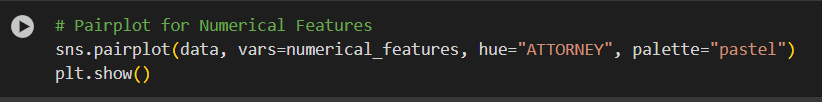 # Pairplot for Numerical Features
sns.pairplot(data, vars=numerical_features, hue="ATTORNEY", palette="pastel")
plt.show()